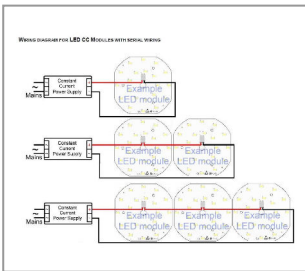 WIRING DIAGRAM FOR LED CC MODULES WITH SERIAL WIRING
Constant
Current
Power Supply
Mains
Example
LED module
Constant
Current
Power Supply
Mains
Example
LED module
Example
LED module
Constant
Current
Power Supply
Mains
Example
LED module
Example
LED module
Example
LED module